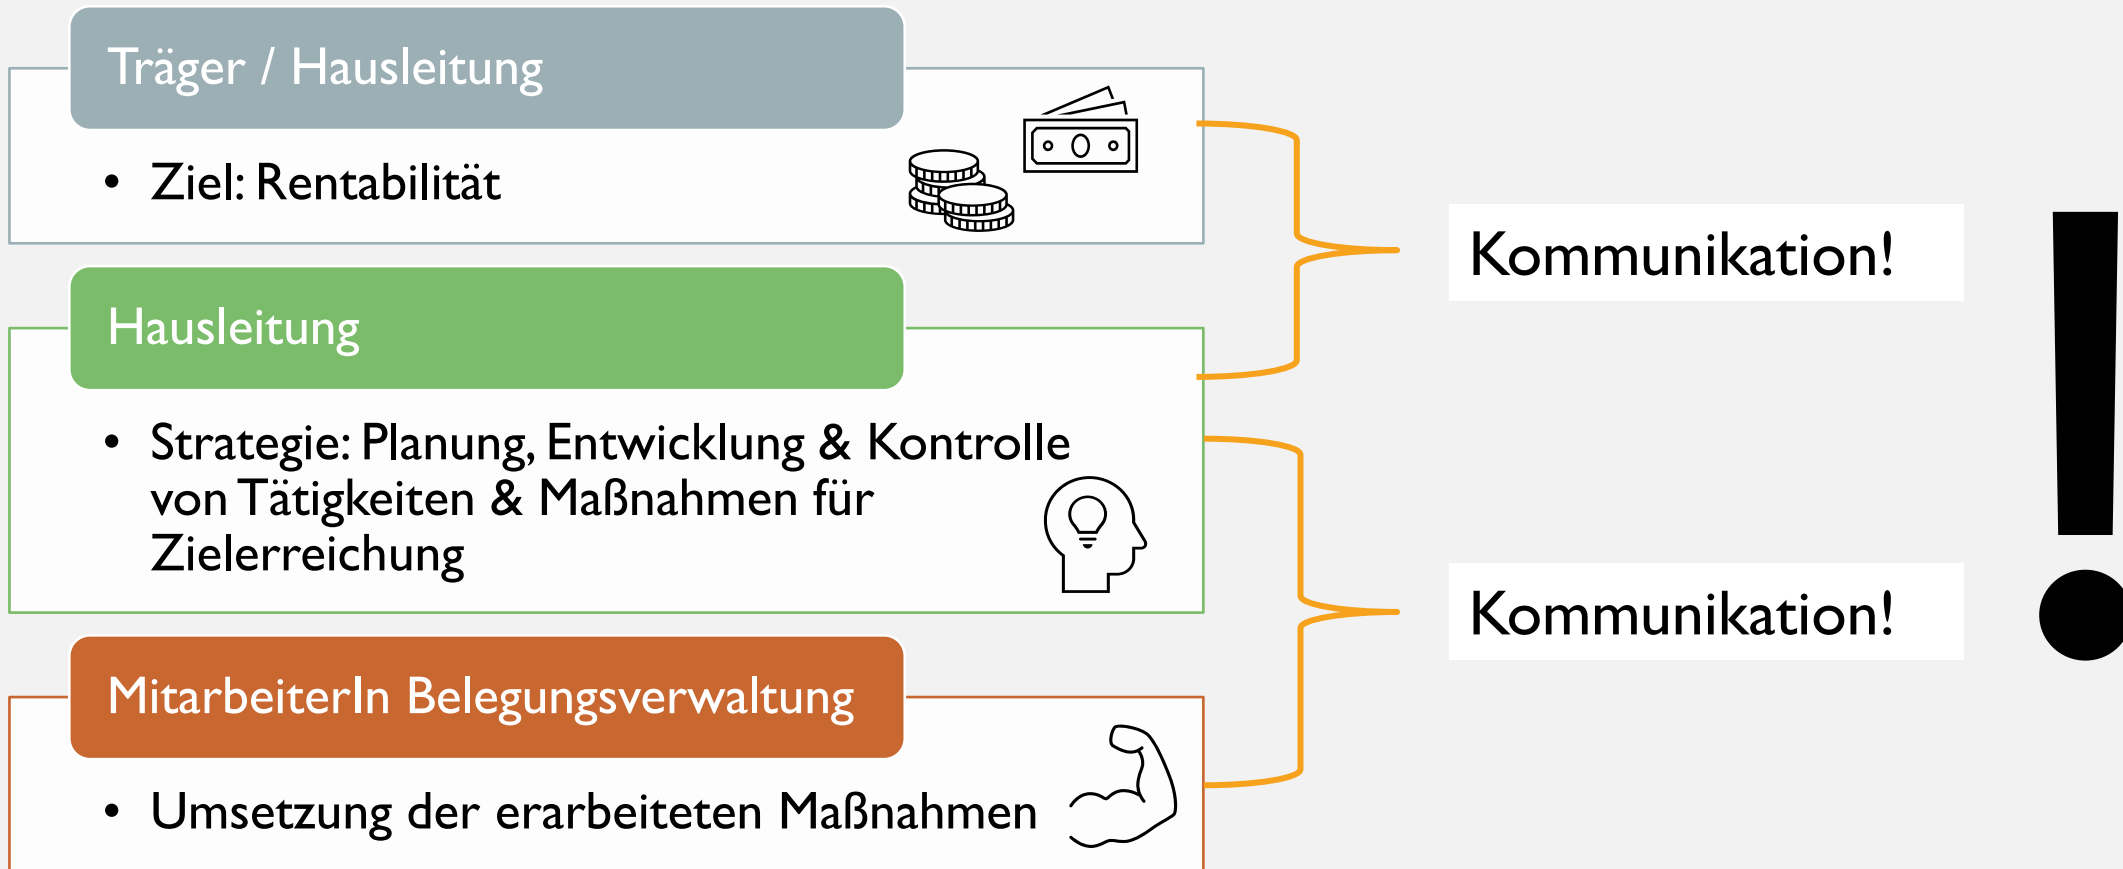 Träger / Hausleitung
• Ziel: Rentabilität
Kommunikation!
Hausleitung
• Strategie: Planung, Entwicklung & Kontrolle
von Tätigkeiten & Maßnahmen für
Zielerreichung
Kommunikation!
MitarbeiterIn Belegungsverwaltung
• Umsetzung der erarbeiteten Maßnahmen
!